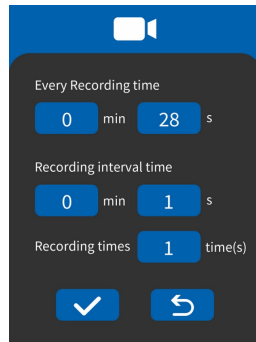 Every Recording time
0 min 28 s
Recording interval time
0 min 1 s
Recording times 1 time(s)